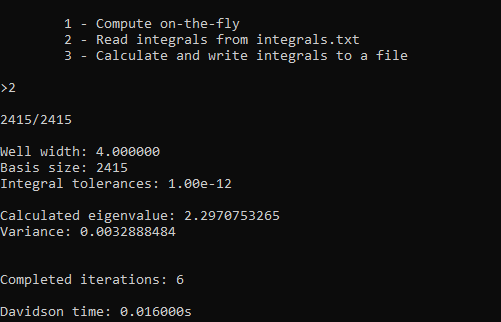 1 - Compute on-the-fly
2 - Read integrals from integrals.txt
3 - Calculate and write integrals to a file
>2
2415/2415
Well width: 4.000000
Basis size: 2415
Integral tolerances: 1.00e-12
Calculated eigenvalue: 2.2970753265
Variance: 0.0032888484
Completed iterations: 6
Davidson time: 0.016000s